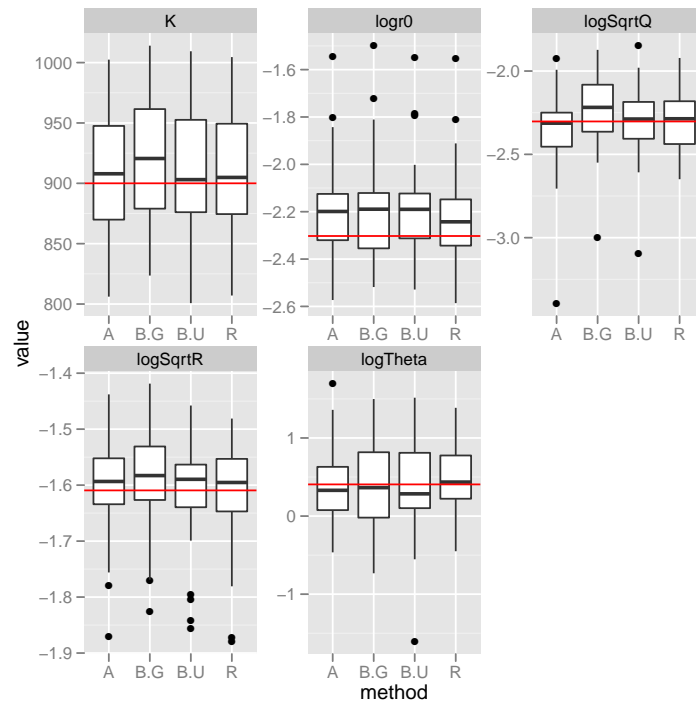 K
logr0
logSqrtQ
1000
950
900
850
800
−1.6
−1.8
−2.0
−2.2
−2.4
−2.6
−2.0
−2.5
−3.0
A B.G B.U R
A B.G B.U R
A B.G B.U R
value
logSqrtR
logTheta
−1.4
−1.5
−1.6
−1.7
−1.8
−1.9
1
0
−1
A B.G B.U R
A B.G B.U R
method